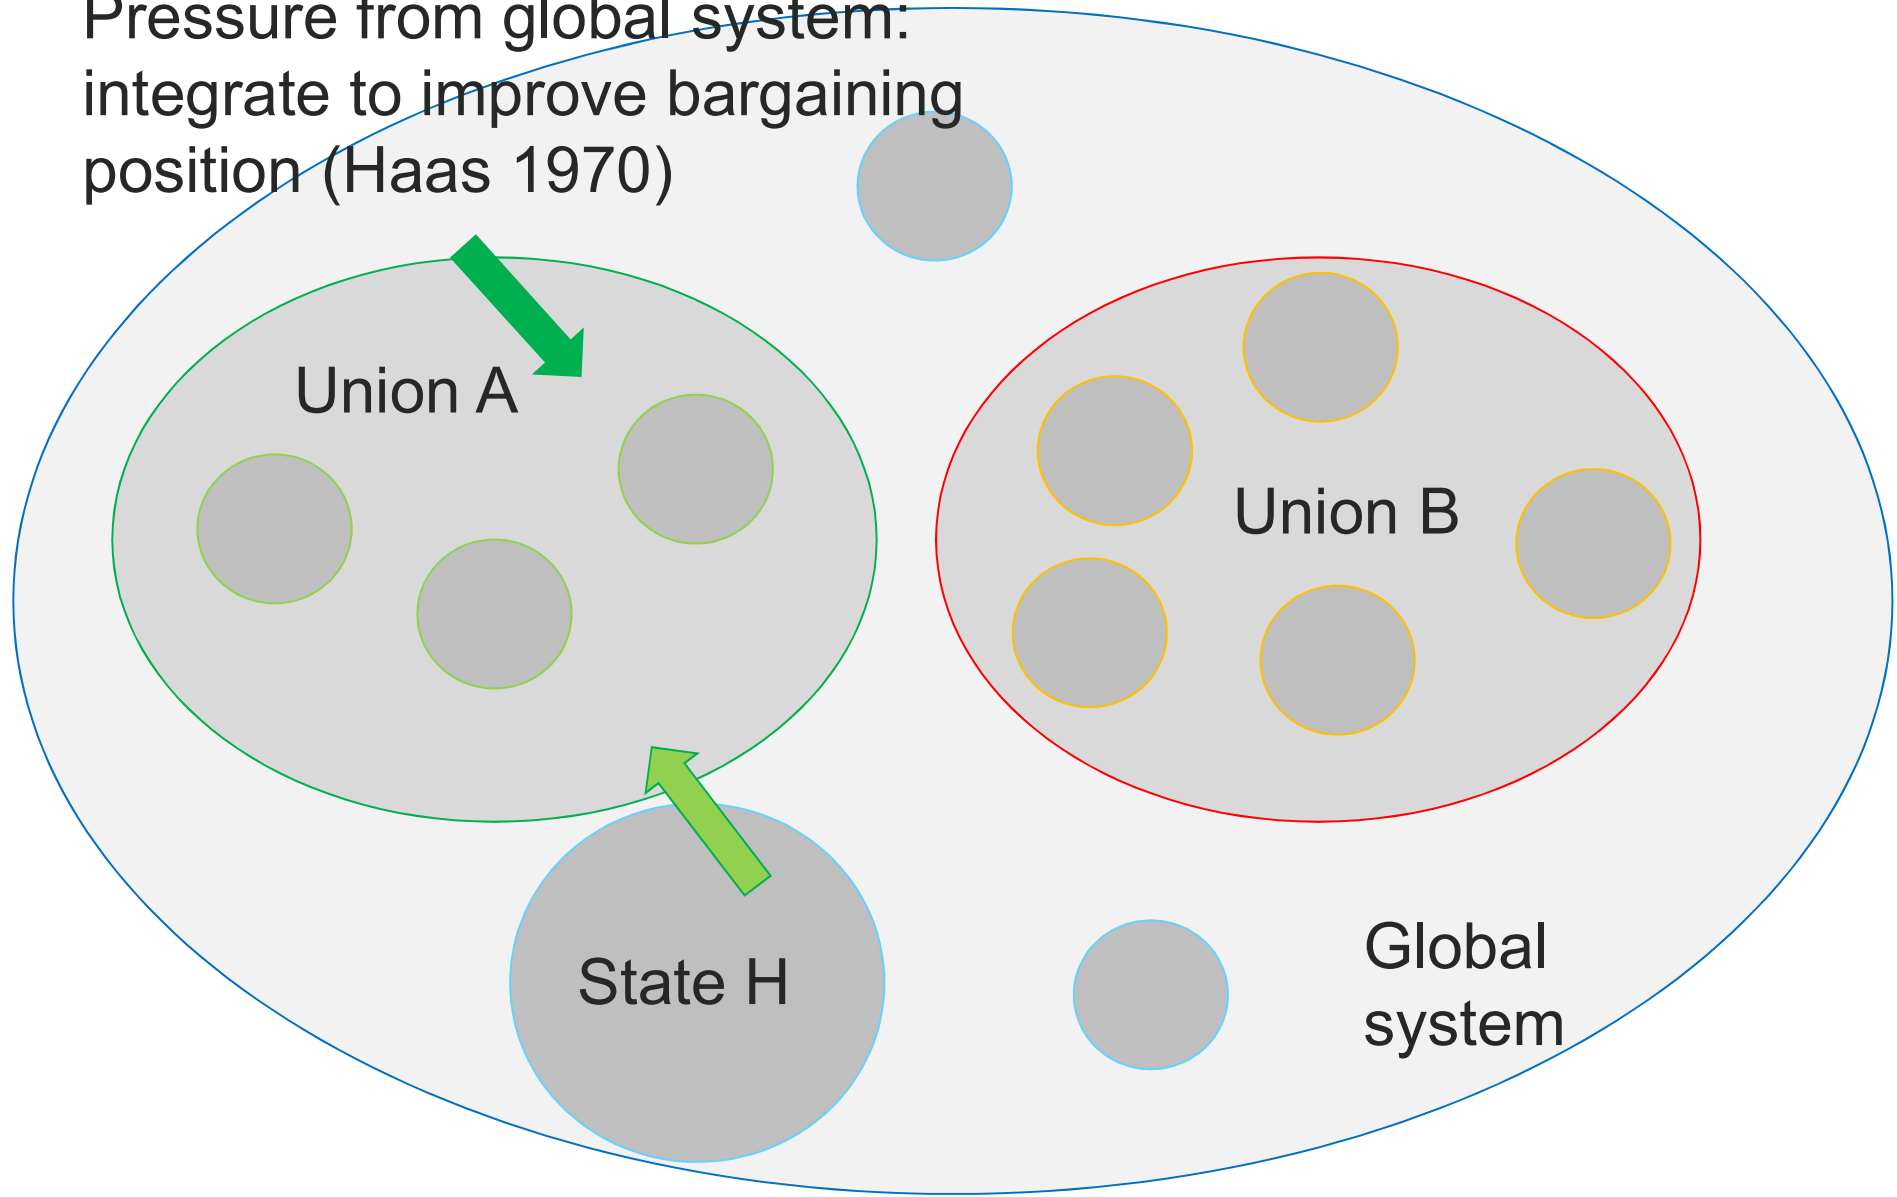 Pressure from global system:
integrate to improve bargaining
position (Haas 1970)
Union A
Union B
State H
Global
system